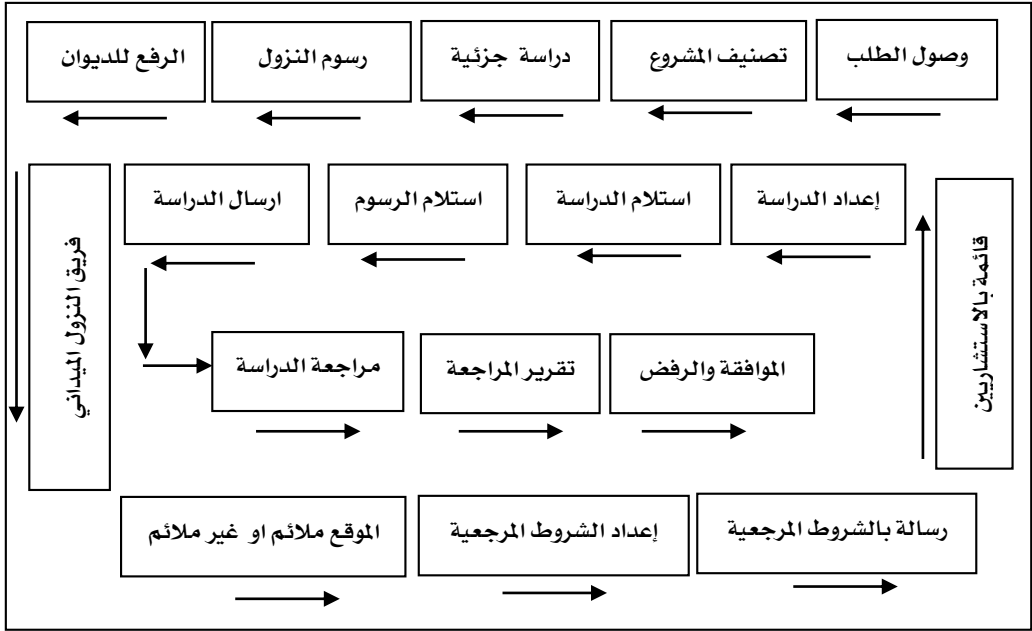 وصول الطلب
تصنيف المشروع
دراسة جزئية
رسوم النزول
الرفع للديوان
فريق النزول الميداني
الموقع ملائم او غير ملائم
إعداد الشروط المرجعية
رسالة بالشروط المرجعية
قائمة بالاستشاريين
إعداد الدراسة
استلام الدراسة
استلام الرسوم
ارسال الدراسة
مراجعة الدراسة
تقرير المراجعة
الموافقة والرفض